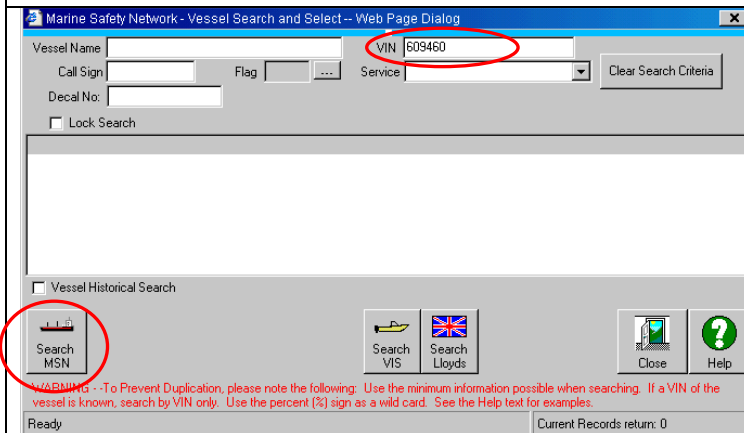 Marine Safety Network - Vessel Search and Select -- Web Page Dialog
Vessel Name VIN 609460
Call Sign Flag ... Service Clear Search Criteria
Decal No:
Lock Search
Vessel Historical Search
Search MSN Search VIS Search Lloyds Close Help
WARNING - -To Prevent Duplication, please note the following: Use the minimum information possible when searching. If a VIN of the
vessel is known, search by VIN only. Use the percent (%) sign as a wild card. See the Help text for examples.
Ready Current Records return: 0